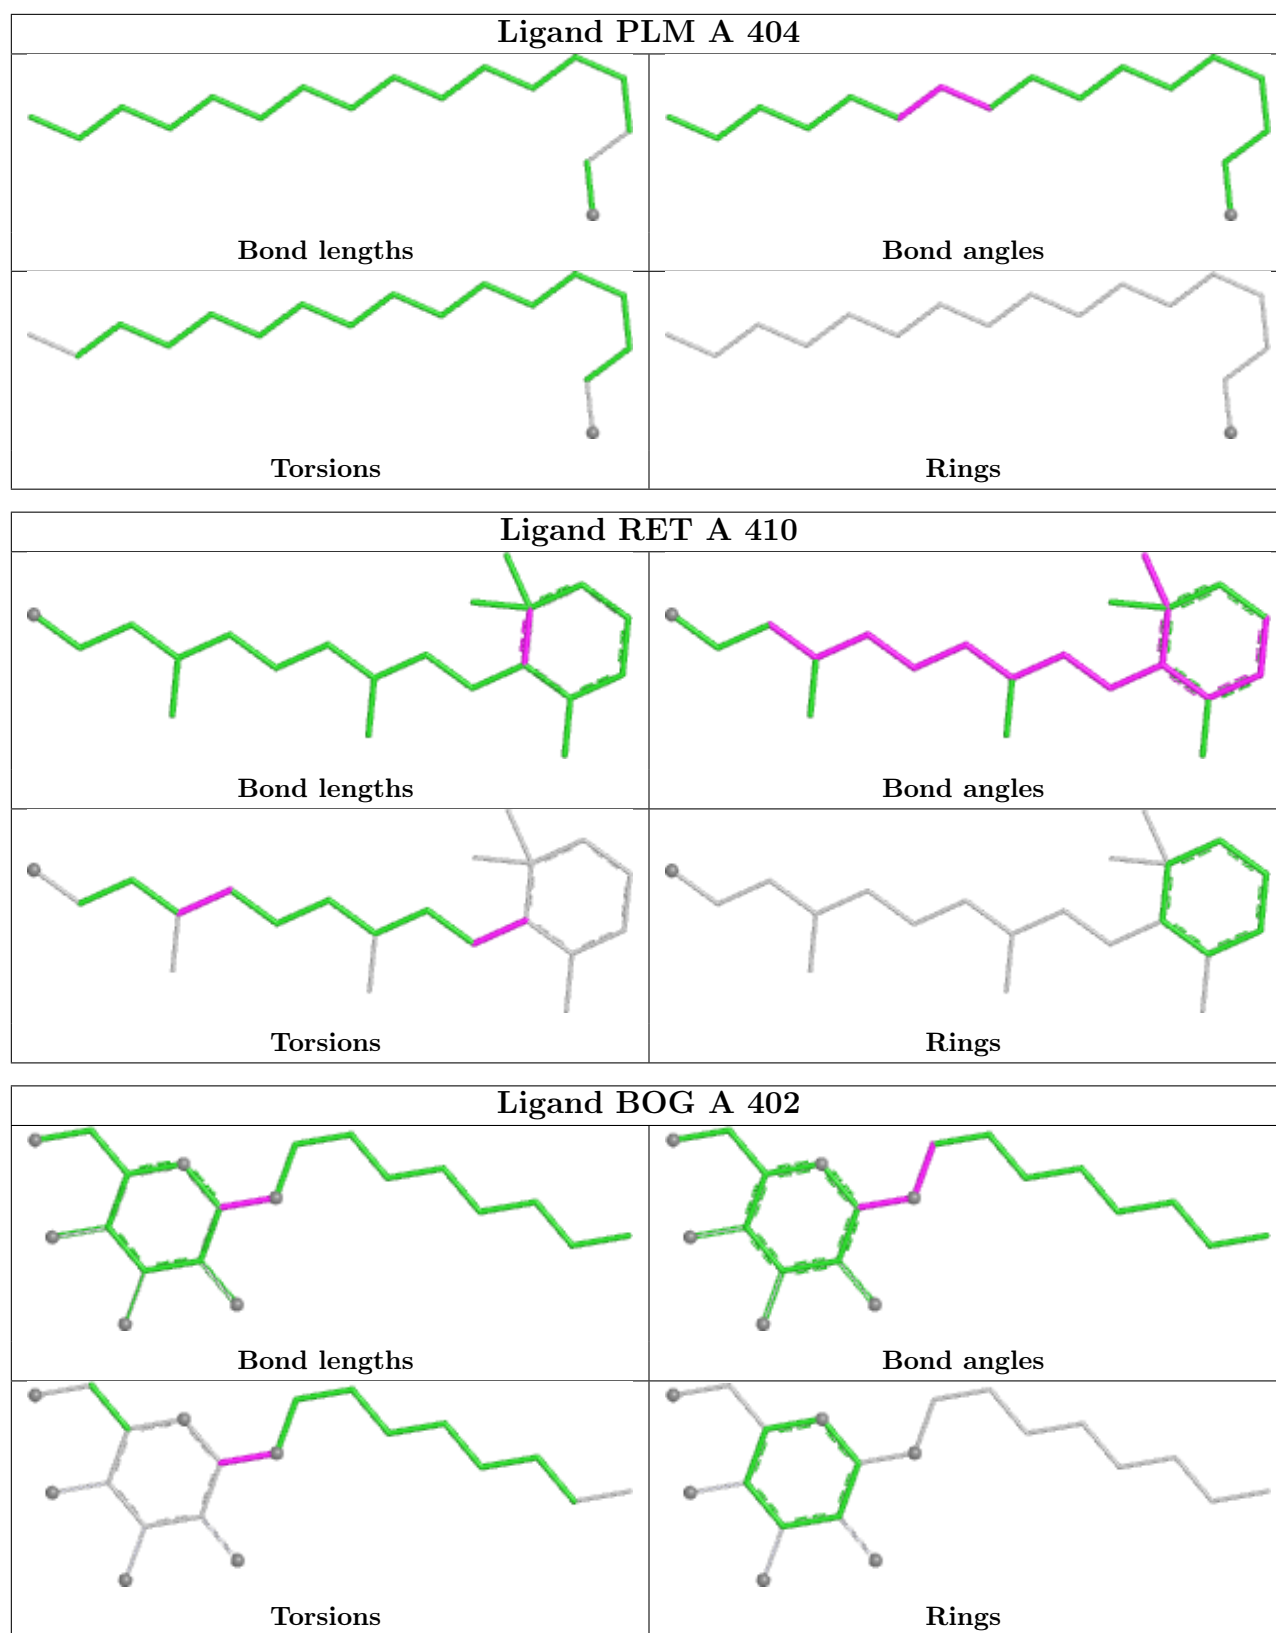 Ligand PLM A 404
Bond lengths
Bond angles
Torsions
Rings
Ligand RET A 410
Bond lengths
Bond angles
Torsions
Rings
Ligand BOG A 402
Bond lengths
Bond angles
Torsions
Rings